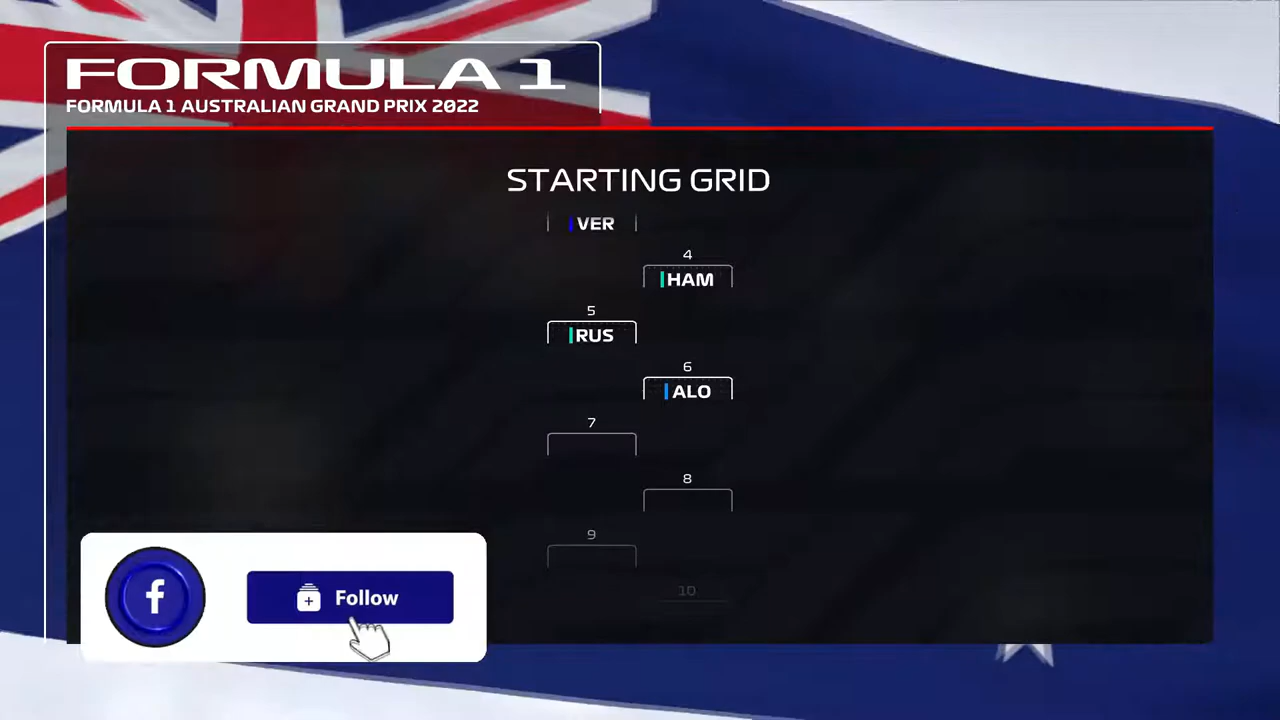 FORMULA 1
FORMULA 1 AUSTRALIAN GRAND PRIX 2022
STARTING GRID
VER
4
HAM
5
RUS
6
ALO
7
8
9
10
f
Follow